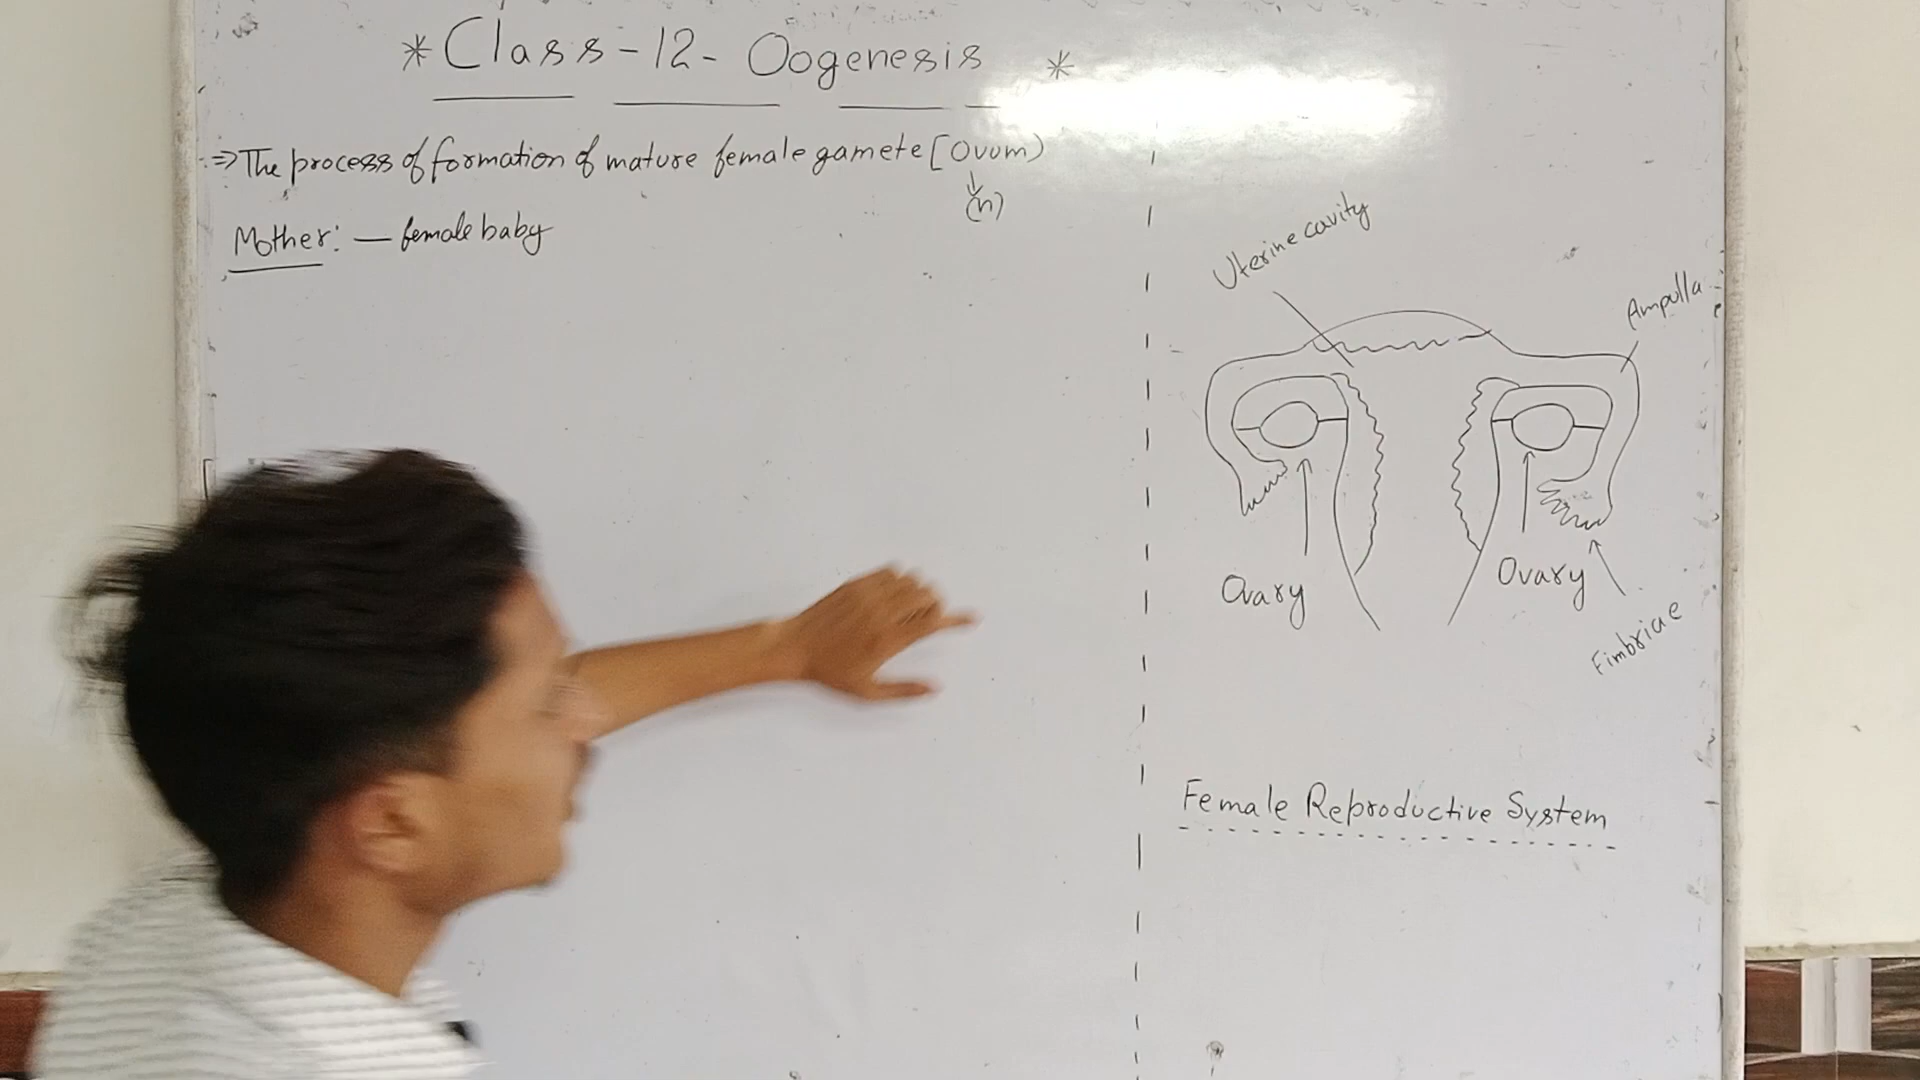 * Class-12- Oogenesis *
⇒ The process of formation of mature female gamete [Ovum)
↓
(n)
Mother: — female baby
Uterine cavity
Ampulla
Ovary
Ovary
Fimbriae
Female Reproductive System